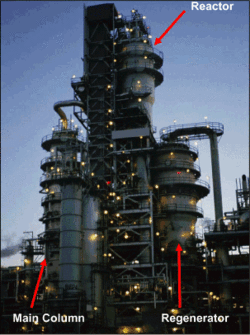 Reactor
Main Column
Regenerator